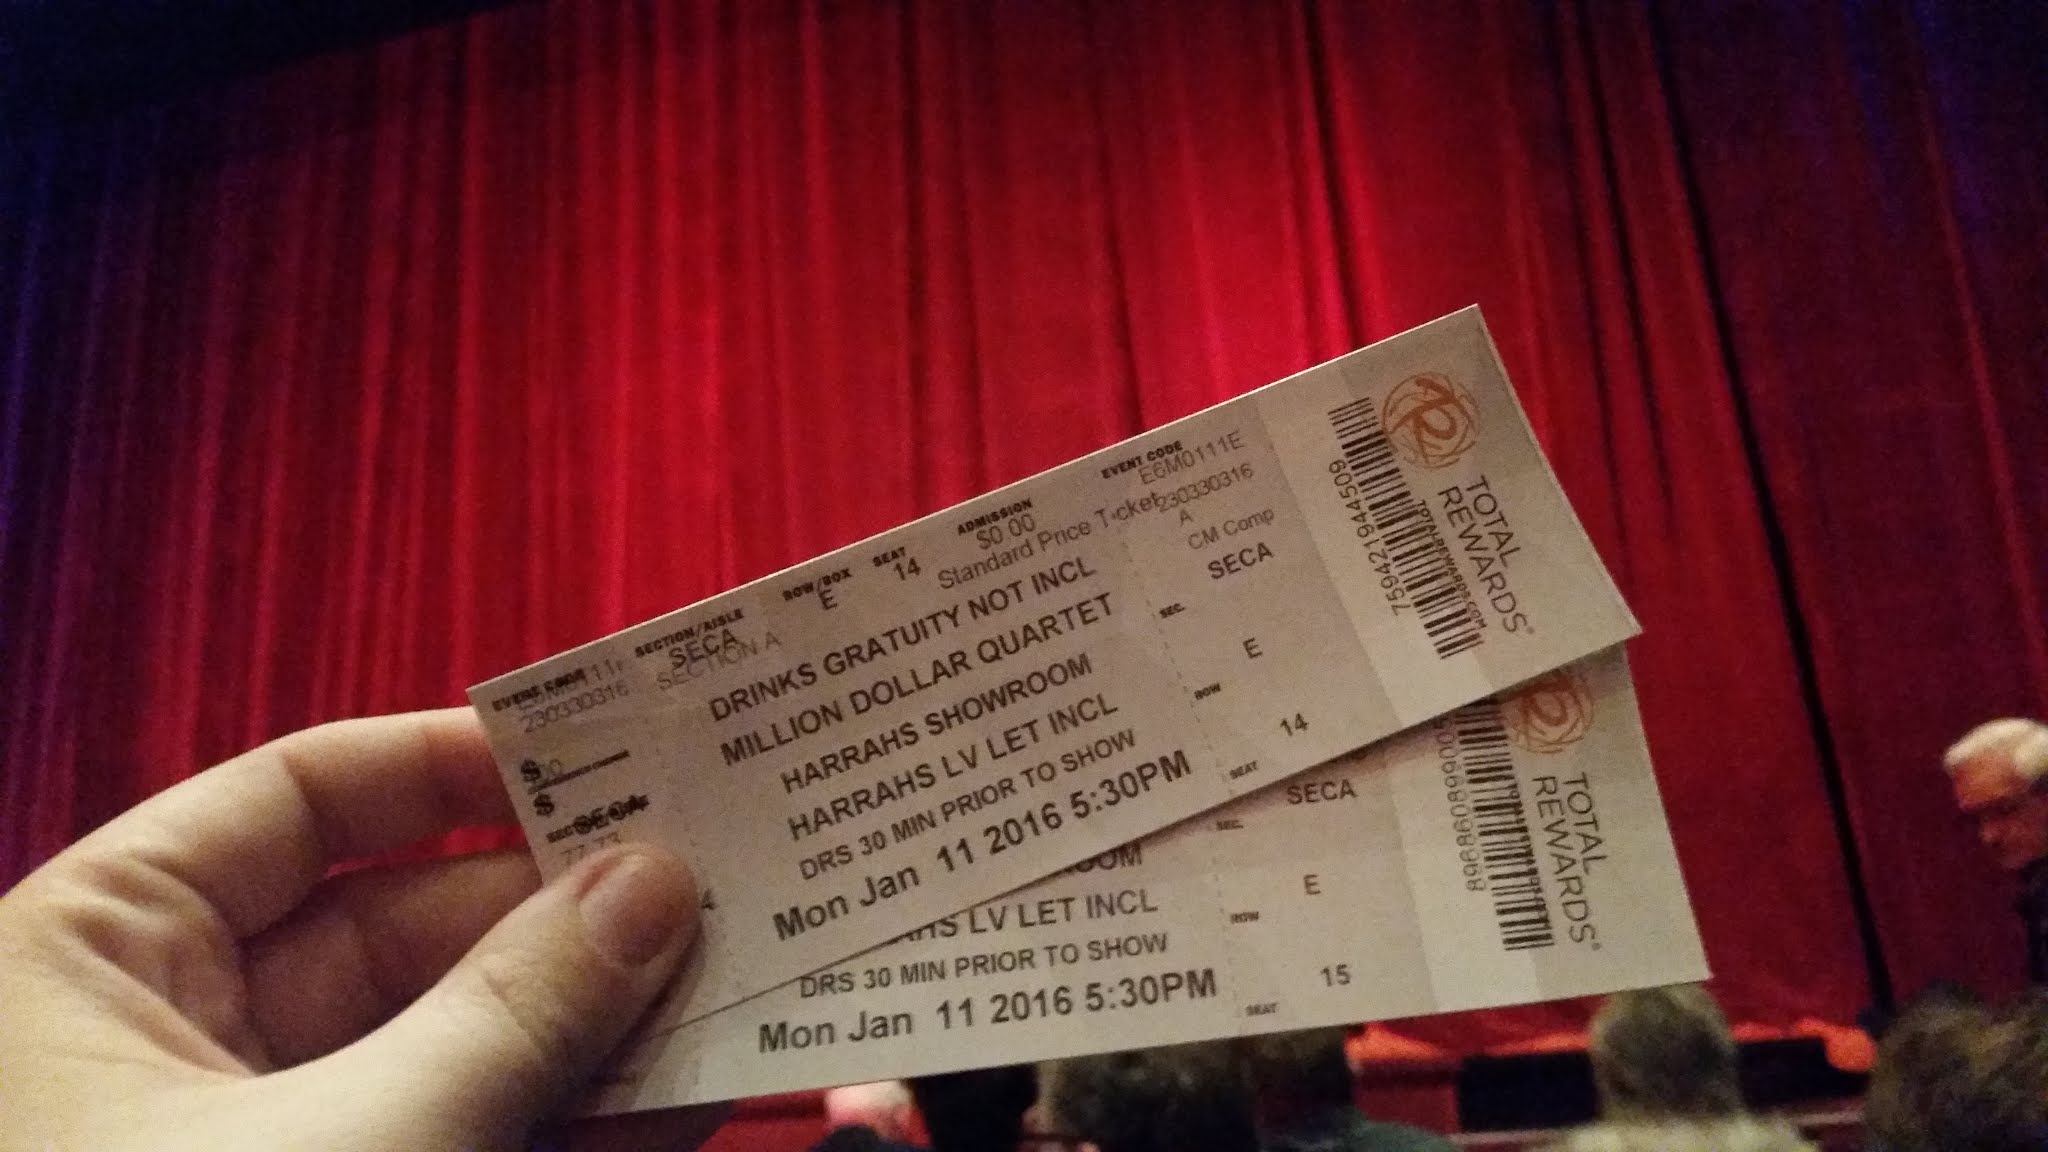 EVENT CODE
230330316
$
$
SECTION/AISLE
SECA
SECTION A
ROW/BOX
E
SEAT
14
ADMISSION
$0.00
Standard Price Ticket
EVENT CODE
E6M0111E
230330316
A
CM Comp
DRINKS GRATUITY NOT INCL
MILLION DOLLAR QUARTET
HARRAHS SHOWROOM
HARRAHS LV LET INCL
DRS 30 MIN PRIOR TO SHOW
Mon Jan 11 2016 5:30PM
SECA
SEC.
E
ROW
14
SEAT
759421944509
TOTALREWARDS.COM
TOTAL
REWARDS®
LV LET INCL
DRS 30 MIN PRIOR TO SHOW
Mon Jan 11 2016 5:30PM
SECA
SEC.
E
ROW
15
SEAT
TOTAL
REWARDS®